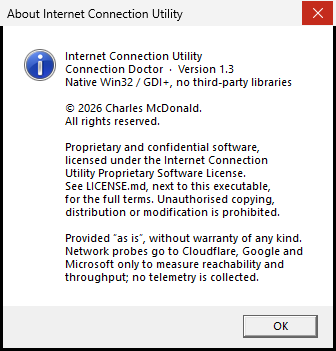 About Internet Connection Utility
Internet Connection Utility
Connection Doctor · Version 1.3
Native Win32 / GDI+, no third-party libraries
© 2026 Charles McDonald.
All rights reserved.
Proprietary and confidential software,
licensed under the Internet Connection
Utility Proprietary Software License.
See LICENSE.md, next to this executable,
for the full terms. Unauthorised copying,
distribution or modification is prohibited.
Provided “as is”, without warranty of any kind.
Network probes go to Cloudflare, Google and
Microsoft only to measure reachability and
throughput; no telemetry is collected.
OK